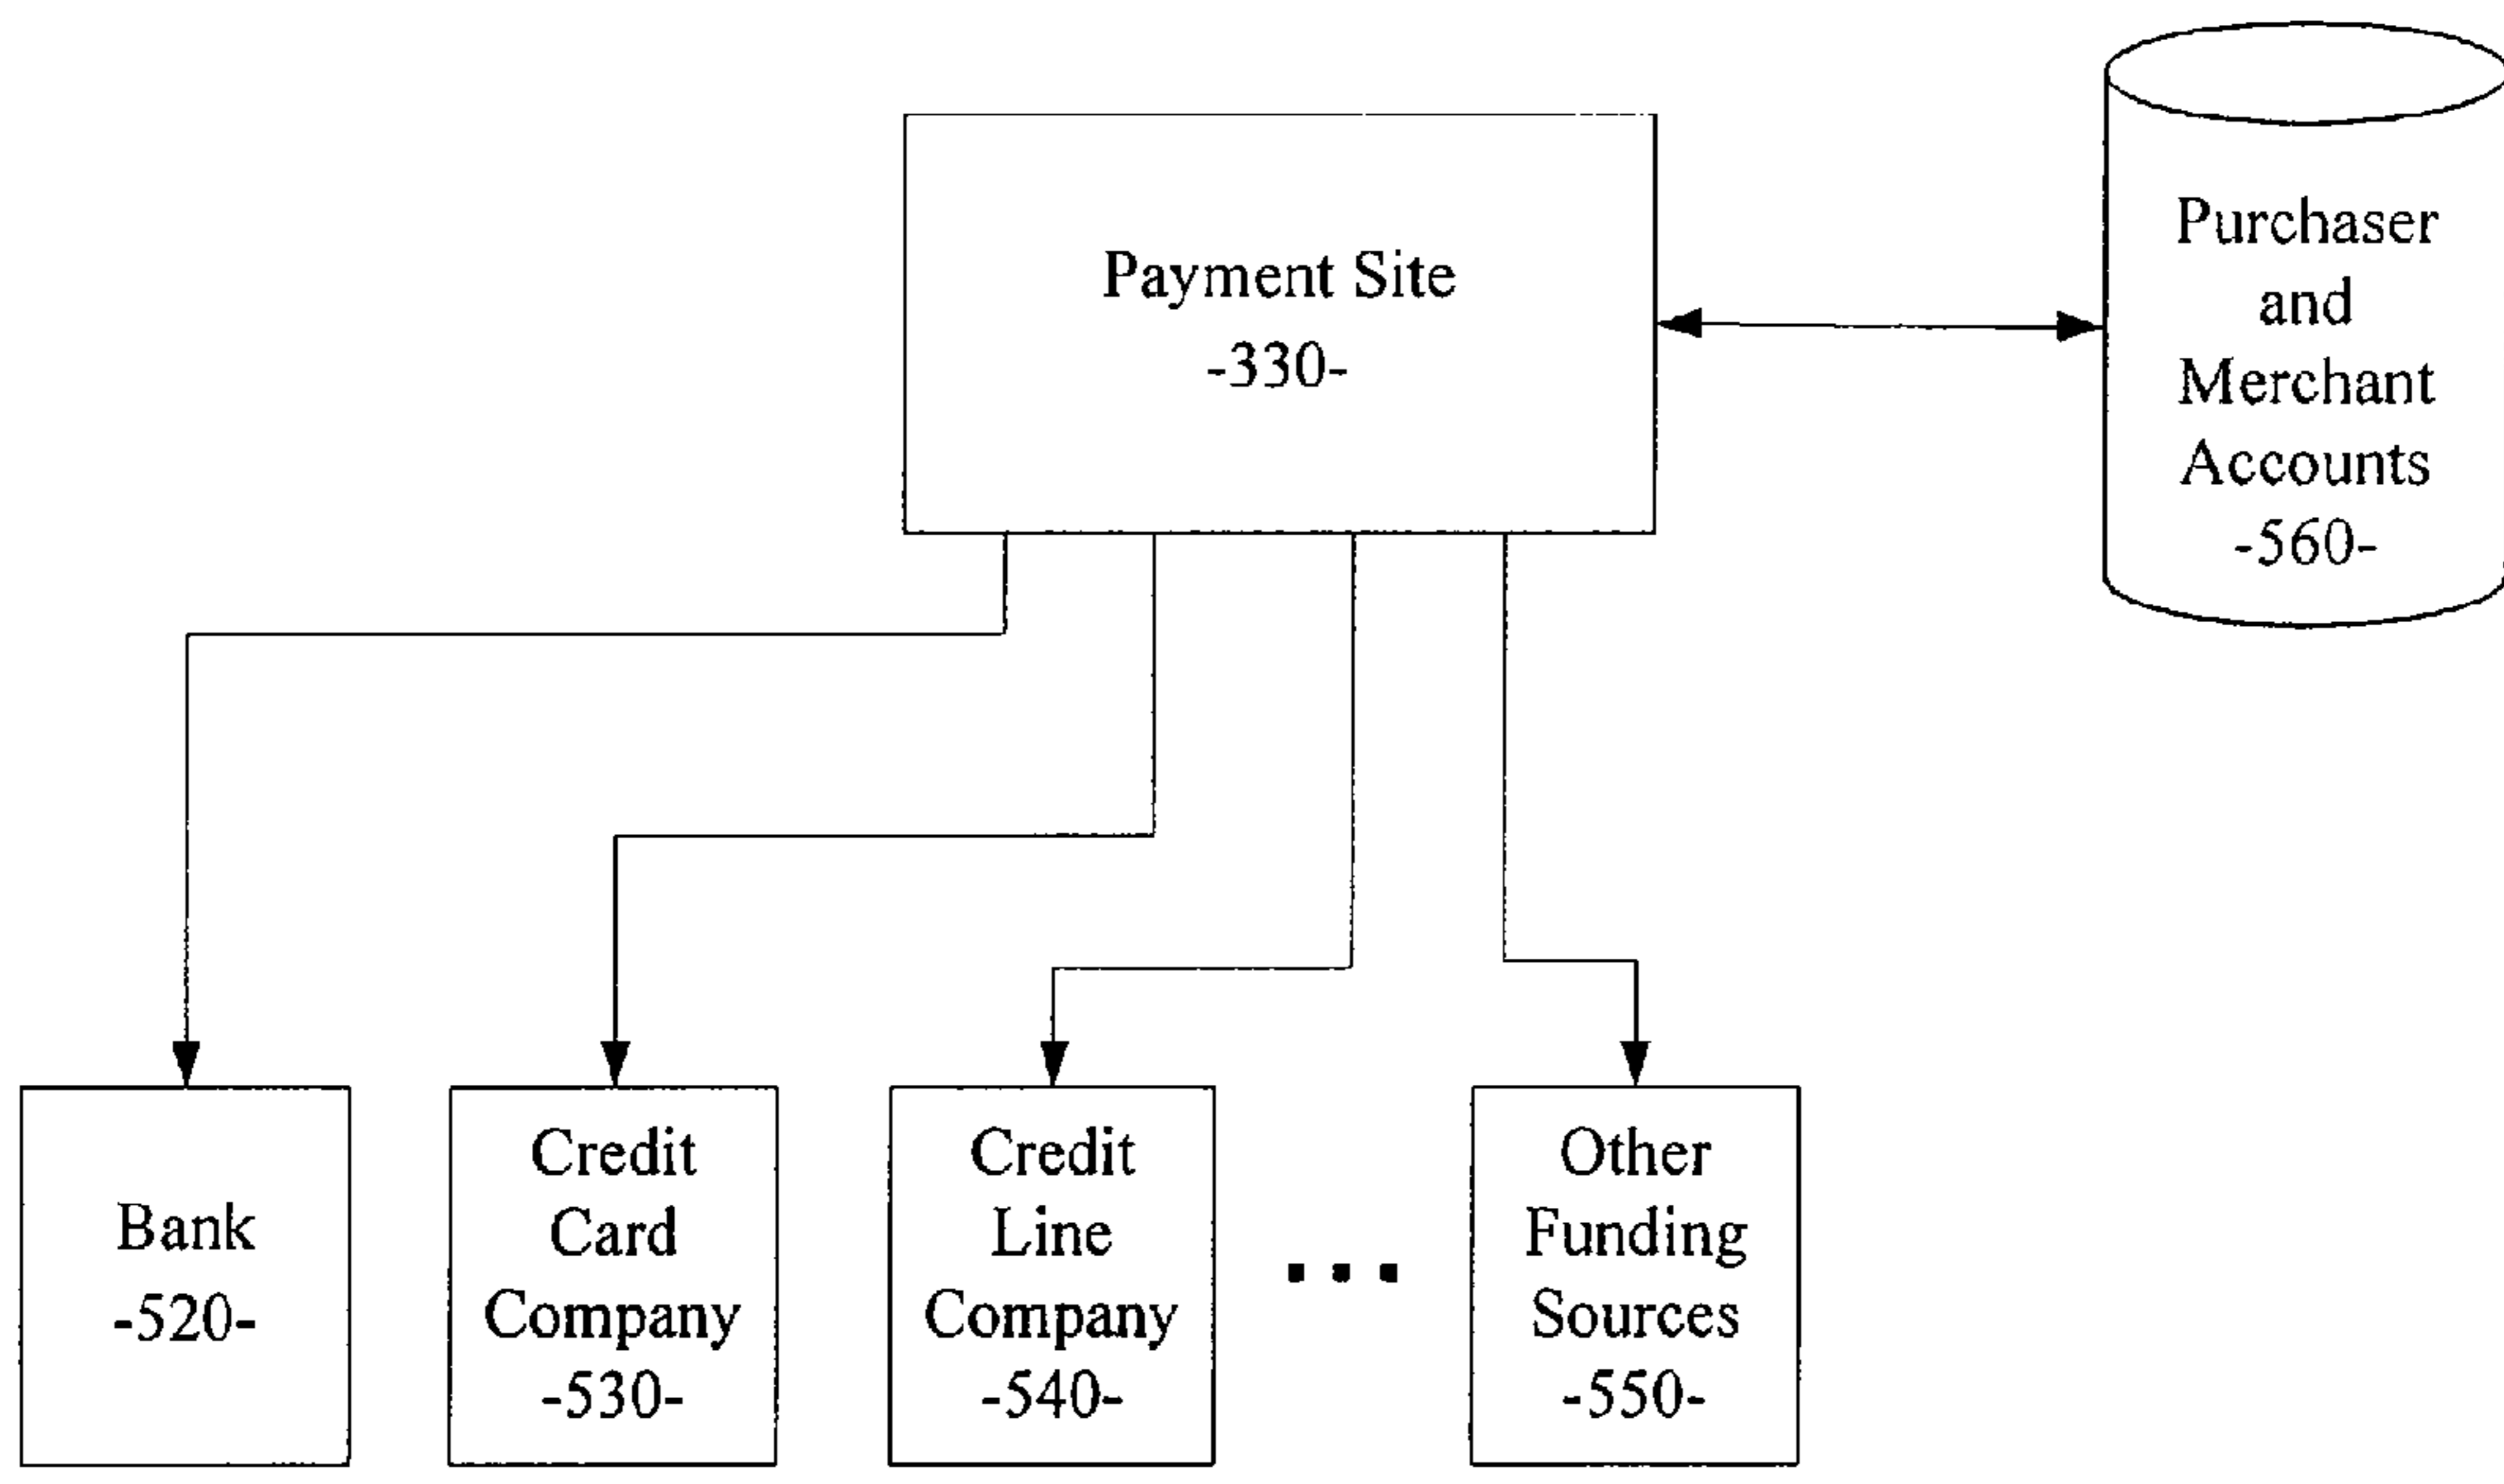 Payment Site
-330-
Purchaser
and
Merchant
Accounts
-560-
Bank
-520-
Credit
Card
Company
-530-
Credit
Line
Company
-540-
Other
Funding
Sources
-550-